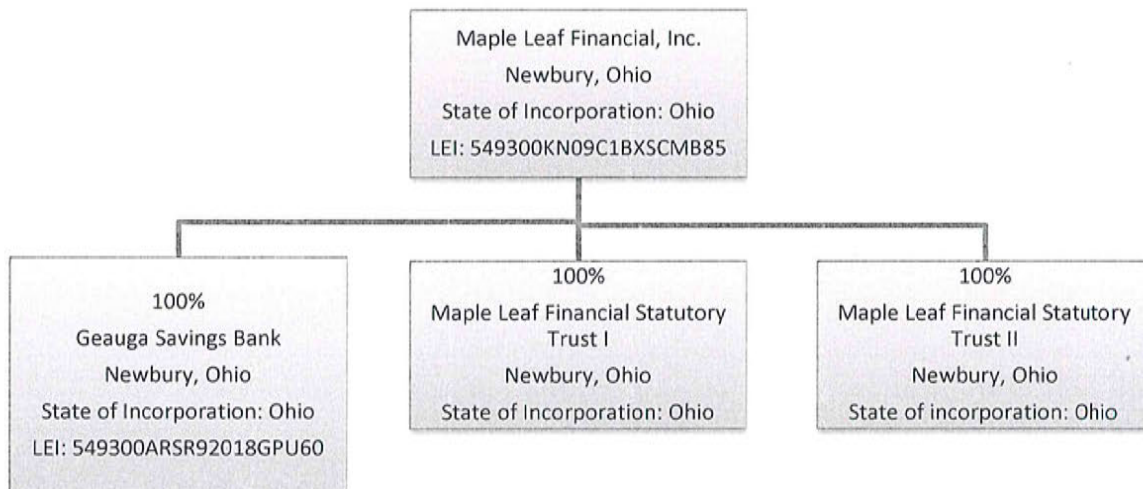 Maple Leaf Financial, Inc.
Newbury, Ohio
State of Incorporation: Ohio
LEI: 549300KN09C1BXSCMB85
100%
Geauga Savings Bank
Newbury, Ohio
State of Incorporation: Ohio
LEI: 549300ARSR92018GPU60
100%
Maple Leaf Financial Statutory
Trust I
Newbury, Ohio
State of Incorporation: Ohio
100%
Maple Leaf Financial Statutory
Trust II
Newbury, Ohio
State of incorporation: Ohio